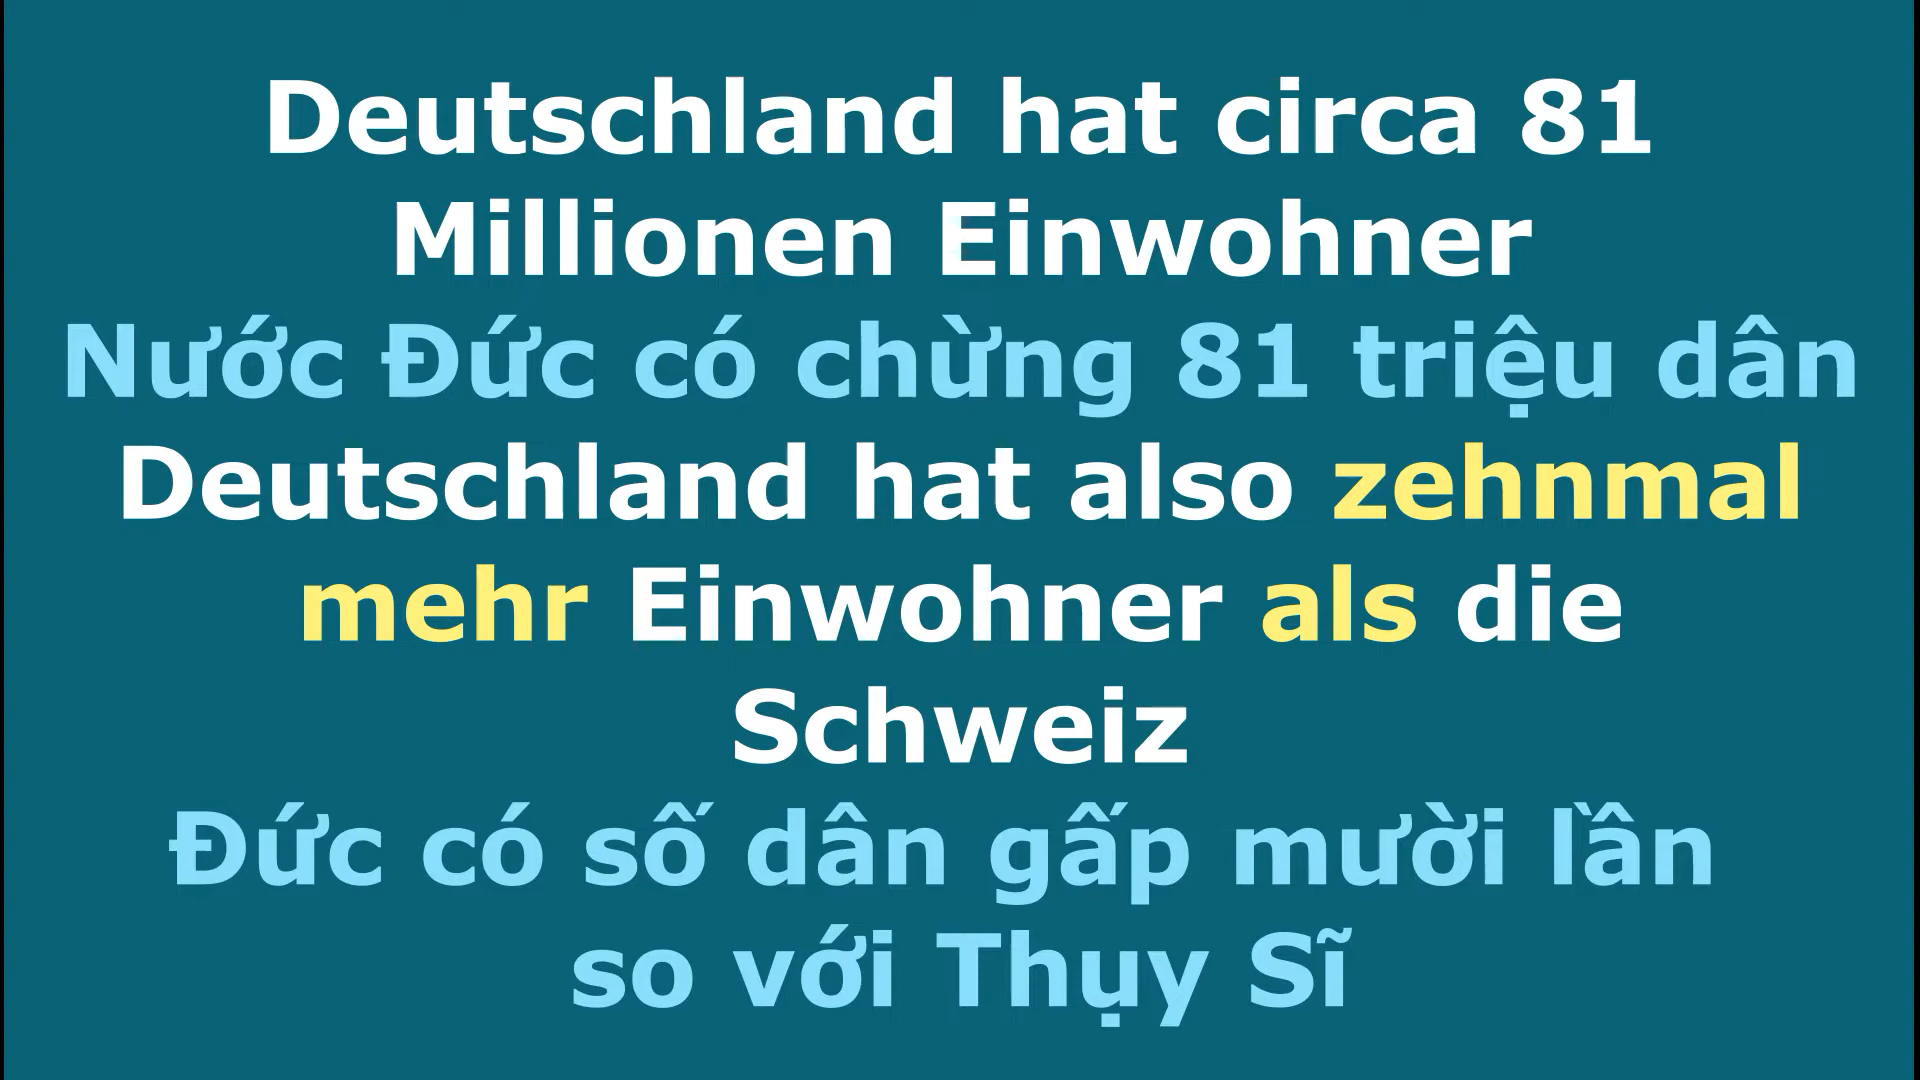 Deutschland hat circa 81
Millionen Einwohner
Nước Đức có chừng 81 triệu dân
Deutschland hat also zehnmal
mehr Einwohner als die
Schweiz
Đức có số dân gấp mười lần
so với Thụy Sĩ